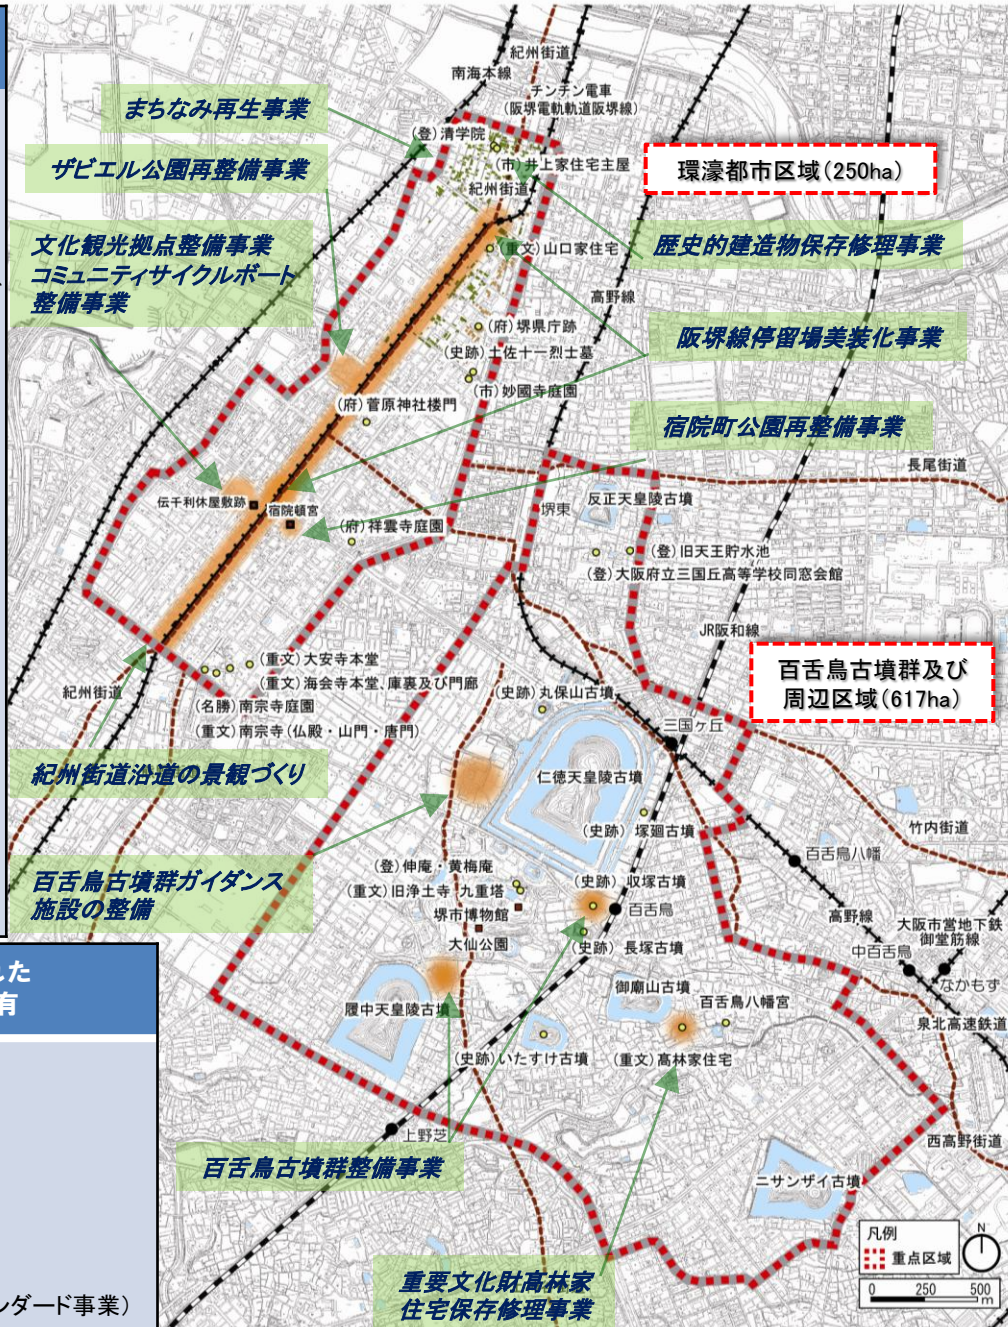 紀州街道
南海本線
チンチン電車
(阪堺電軌軌道阪堺線)
まちなみ再生事業
(登)清学院
(市)井上家住宅主屋
環濠都市区域(250ha)
ザビエル公園再整備事業
紀州街道
文化観光拠点整備事業
コミュニティサイクルポート
整備事業
(重文)山口家住宅
歴史的建造物保存修理事業
高野線
(府)堺県庁跡
阪堺線停留場美装化事業
(史跡)土佐十一烈士墓
(市)妙國寺庭園
(府)菅原神社楼門
宿院町公園再整備事業
長尾街道
伝千利休屋敷跡
宿院頓宮
堺東
反正天皇陵古墳
(府)祥雲寺庭園
(登)旧天王貯水池
(登)大阪府立三国丘高等学校同窓会館
JR阪和線
(重文)大安寺本堂
(重文)海会寺本堂、庫裏及び門廊
(名勝)南宗寺庭園
(重文)南宗寺(仏殿・山門・唐門)
紀州街道
百舌鳥古墳群及び
周辺区域(617ha)
(史跡)丸保山古墳
三国ヶ丘
紀州街道沿道の景観づくり
仁徳天皇陵古墳
(史跡)塚廻古墳
竹内街道
百舌鳥八幡
百舌鳥古墳群ガイダンス
施設の整備
(登)伸庵・黄梅庵
(重文)旧浄土寺 九重塔
(史跡)収塚古墳
堺市博物館
百舌鳥
高野線
大阪市営地下鉄
御堂筋線
大仙公園
(史跡)長塚古墳
中百舌鳥
なかもず
れた
有
履中天皇陵古墳
御廟山古墳
百舌鳥八幡宮
泉北高速鉄道
(史跡)いたすけ古墳
(重文)高林家住宅
上野芝
西高野街道
百舌鳥古墳群整備事業
ニサンザイ古墳
凡例
重点区域
N
0 250 500
m
重要文化財高林家
住宅保存修理事業
ンダード事業)